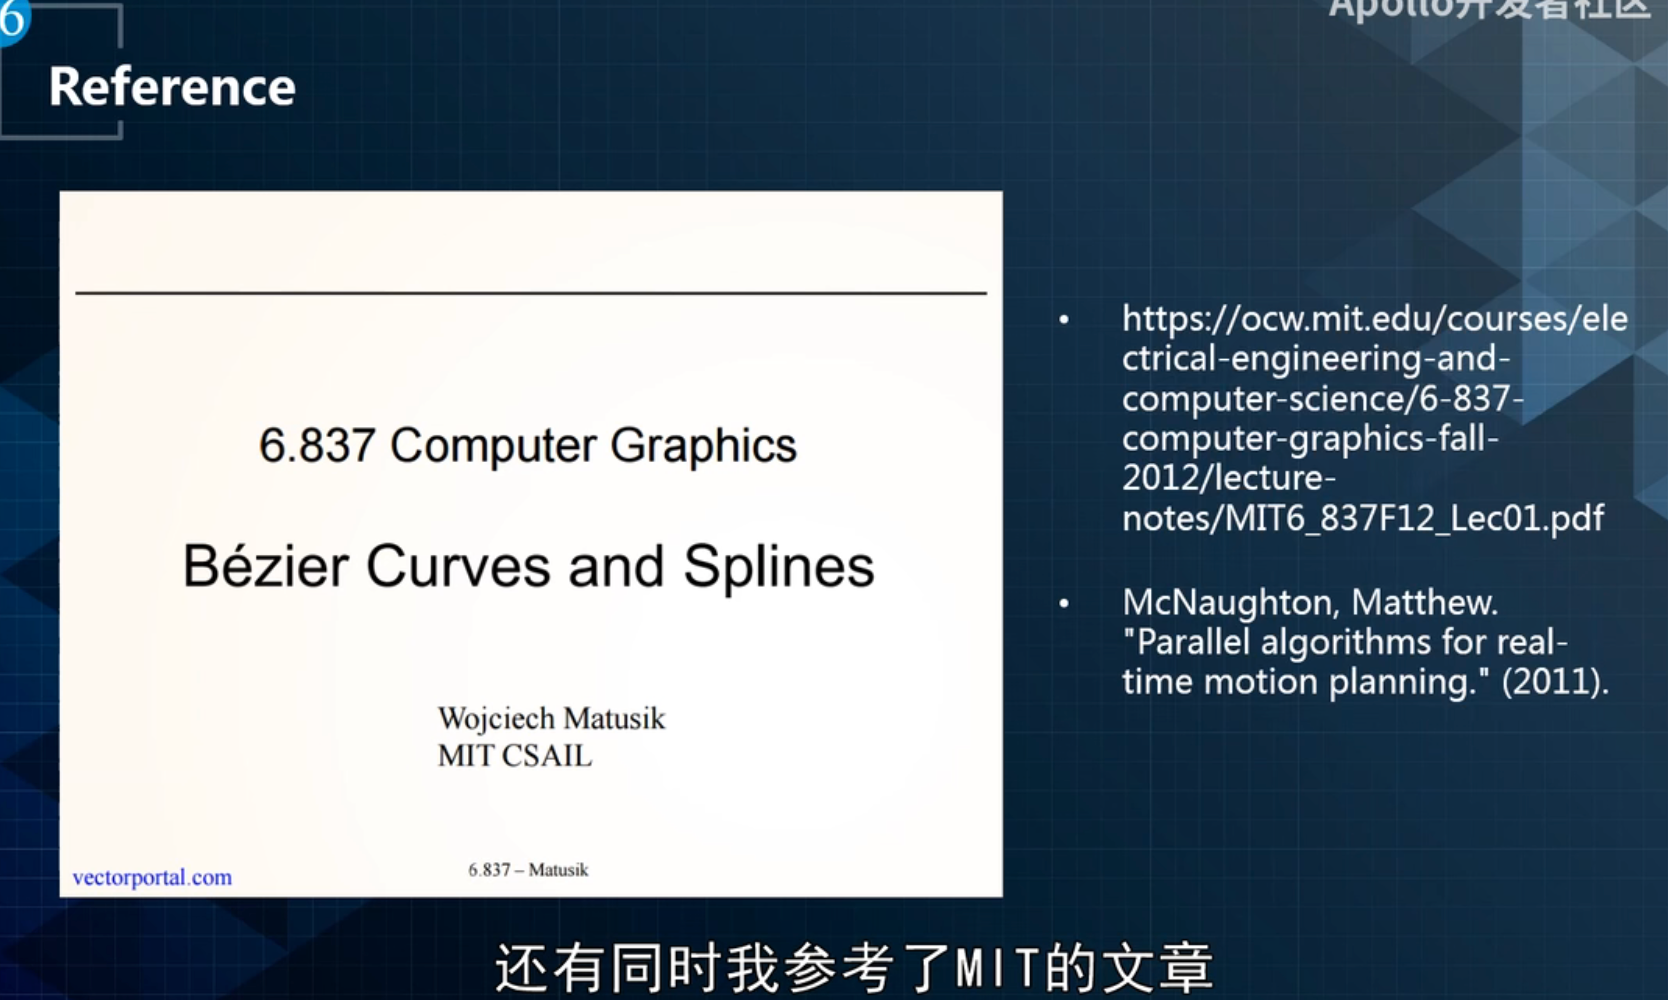 6
Apollo开发者社区
Reference
6.837 Computer Graphics
Bézier Curves and Splines
Wojciech Matusik
MIT CSAIL
vectorportal.com
6.837 – Matusik
• https://ocw.mit.edu/courses/ele
ctrical-engineering-and-
computer-science/6-837-
computer-graphics-fall-
2012/lecture-
notes/MIT6_837F12_Lec01.pdf
• McNaughton, Matthew.
"Parallel algorithms for real-
time motion planning." (2011).
还有同时我参考了MIT的文章